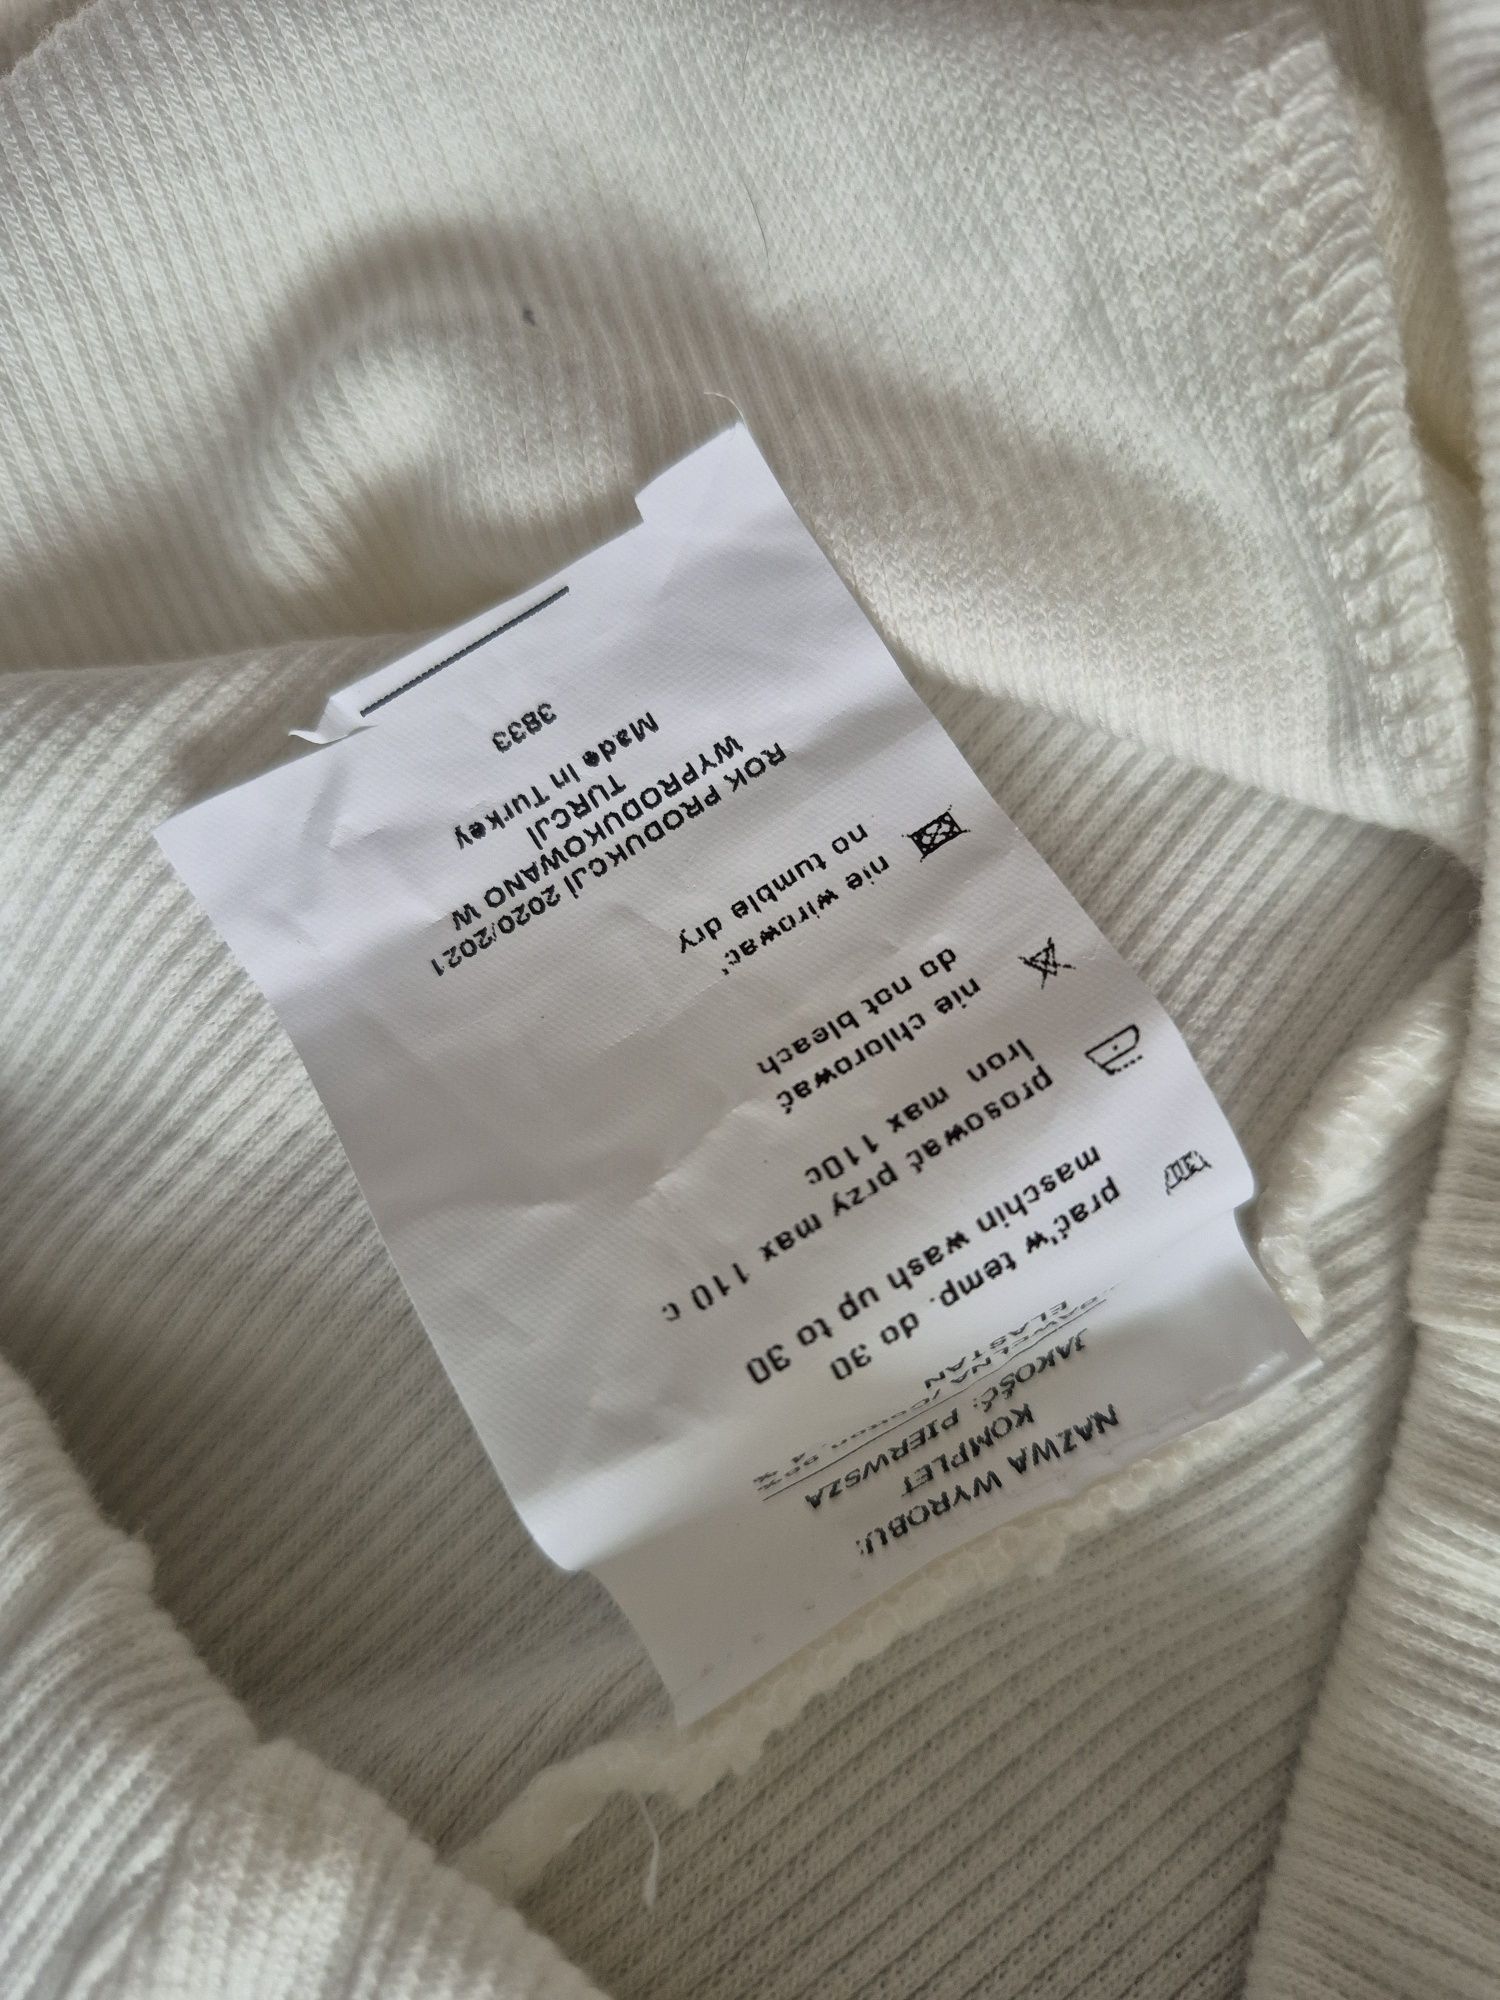 NAZWA WYROBU:
KOMPLET
JAKOŚĆ: PIERWSZA
ELASTAN
prać w temp. do 30
maschin wash up to 30
prasować przy max 110 c
Iron max 110c
nie chlorować
do not bleach
nie wirować
no tumble dry
ROK PRODUKCJI 2020/2021
WYPRODUKOWANO W
TURCJI
Made in Turkey
3833